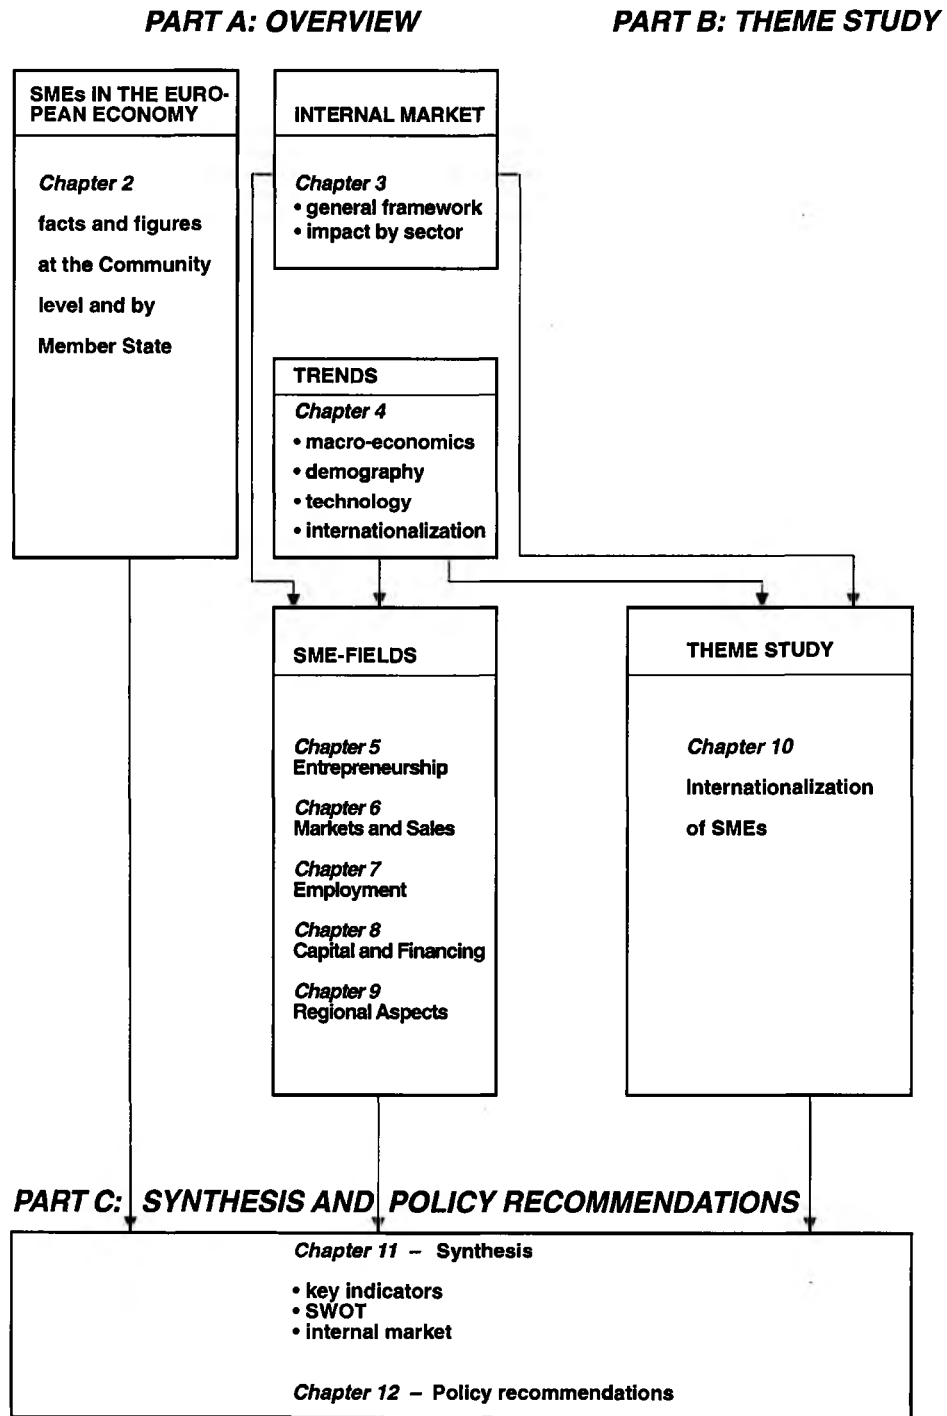 PART A: OVERVIEW
PART B: THEME STUDY
SMEs IN THE EURO-
PEAN ECONOMY
Chapter 2
facts and figures
at the Community
level and by
Member State
INTERNAL MARKET
Chapter 3
• general framework
• impact by sector
TRENDS
Chapter 4
• macro-economics
• demography
• technology
• internationalization
SME-FIELDS
Chapter 5
Entrepreneurship
Chapter 6
Markets and Sales
Chapter 7
Employment
Chapter 8
Capital and Financing
Chapter 9
Regional Aspects
THEME STUDY
Chapter 10
Internationalization
of SMEs
PART C: SYNTHESIS AND POLICY RECOMMENDATIONS
Chapter 11 – Synthesis
• key indicators
• SWOT
• internal market
Chapter 12 – Policy recommendations